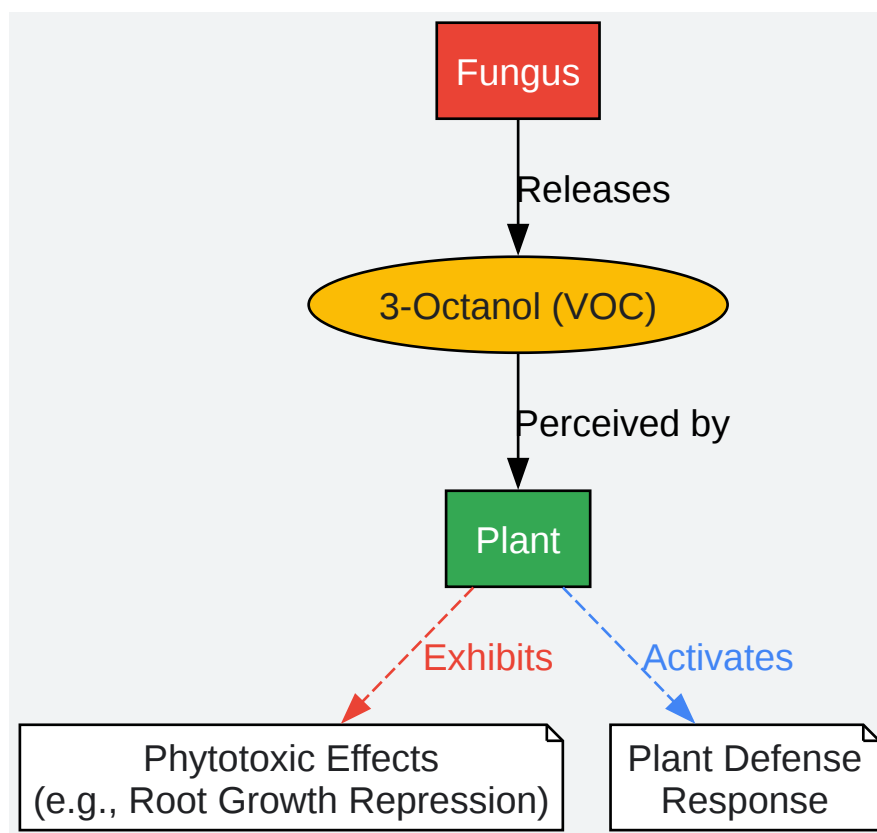 Fungus
Releases
3-Octanol (VOC)
Perceived by
Plant
Exhibits
Activates
Phytotoxic Effects
(e.g., Root Growth Repression)
Plant Defense
Response